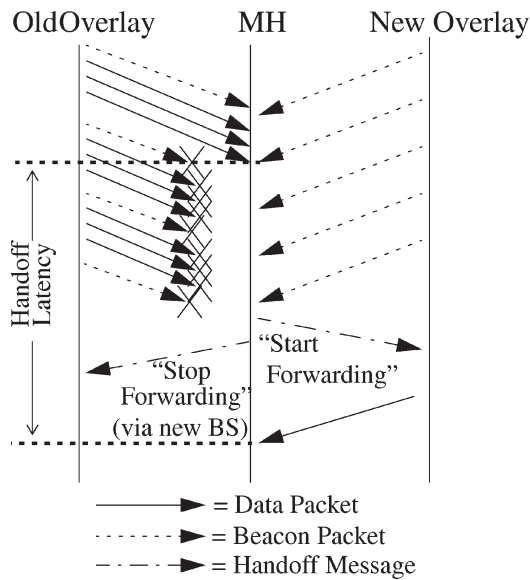 OldOverlay MH New Overlay
Handoff
Latency
“Start
Forwarding”
“Stop
Forwarding”
(via new BS)
= Data Packet
= Beacon Packet
= Handoff Message